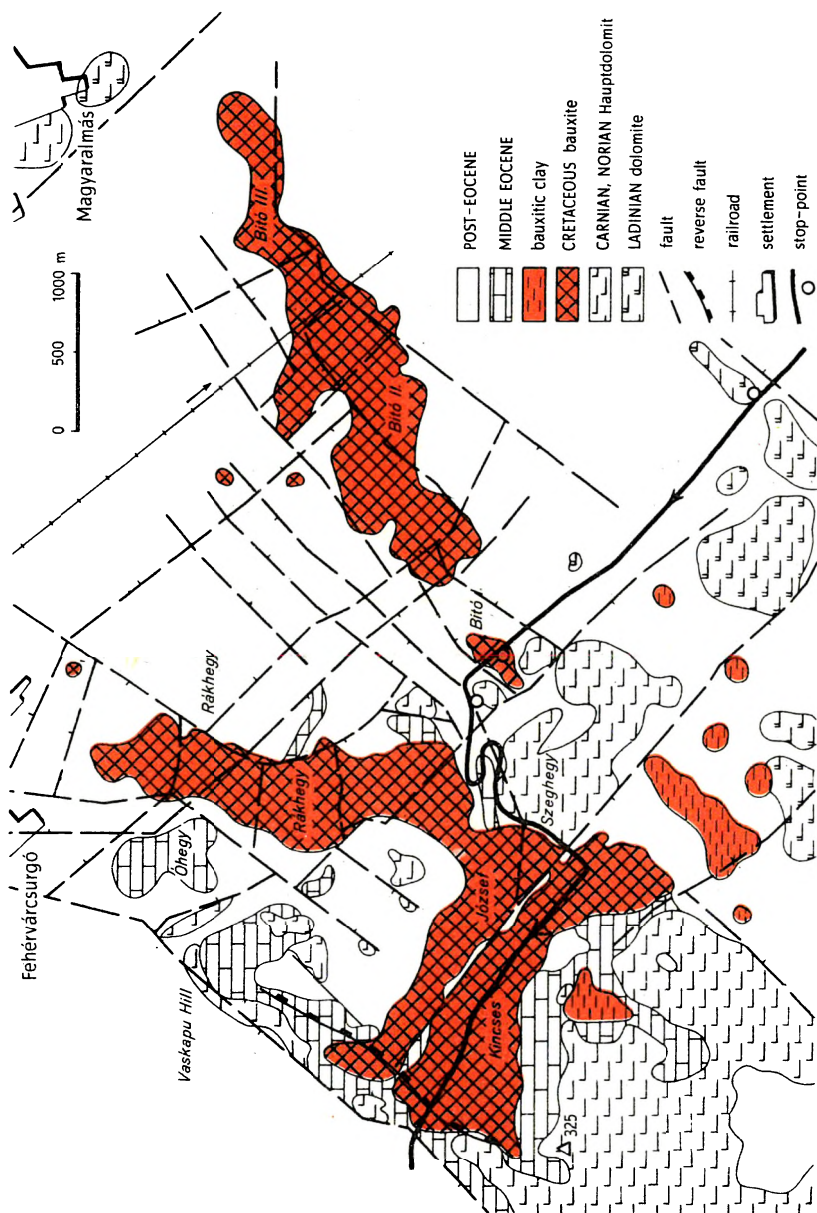 Fehérvárcsurgó
Magyaralmás
Vaskapu Hill
Óhegy
Rákhegy
Rákhegy
József
Kincses
Szeghegy
Bitó
Bitó II.
Bitó III.
325
0 500 1000 m
POST-EOCENE
MIDDLE EOCENE
bauxitic clay
CRETACEOUS bauxite
CARNIAN, NORIAN Hauptdolomit
LADINIAN dolomite
fault
reverse fault
railroad
settlement
stop-point